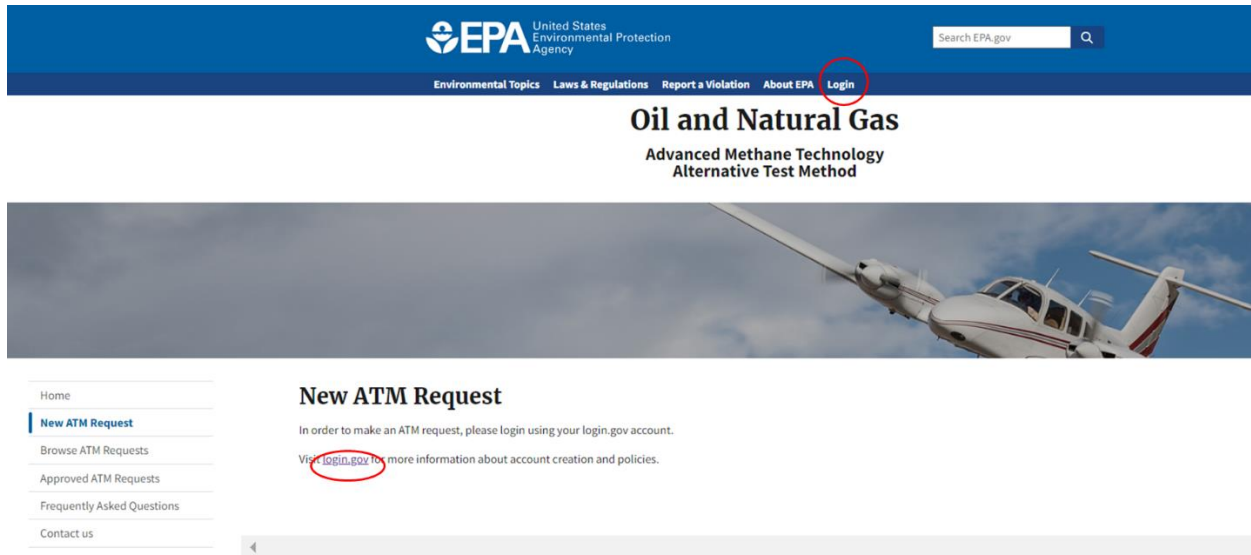 EPA United States
Environmental Protection
Agency
Search EPA.gov
Environmental Topics Laws & Regulations Report a Violation About EPA Login
Oil and Natural Gas
Advanced Methane Technology
Alternative Test Method
Home
New ATM Request
Browse ATM Requests
Approved ATM Requests
Frequently Asked Questions
Contact us
New ATM Request
In order to make an ATM request, please login using your login.gov account.
Visit login.gov for more information about account creation and policies.